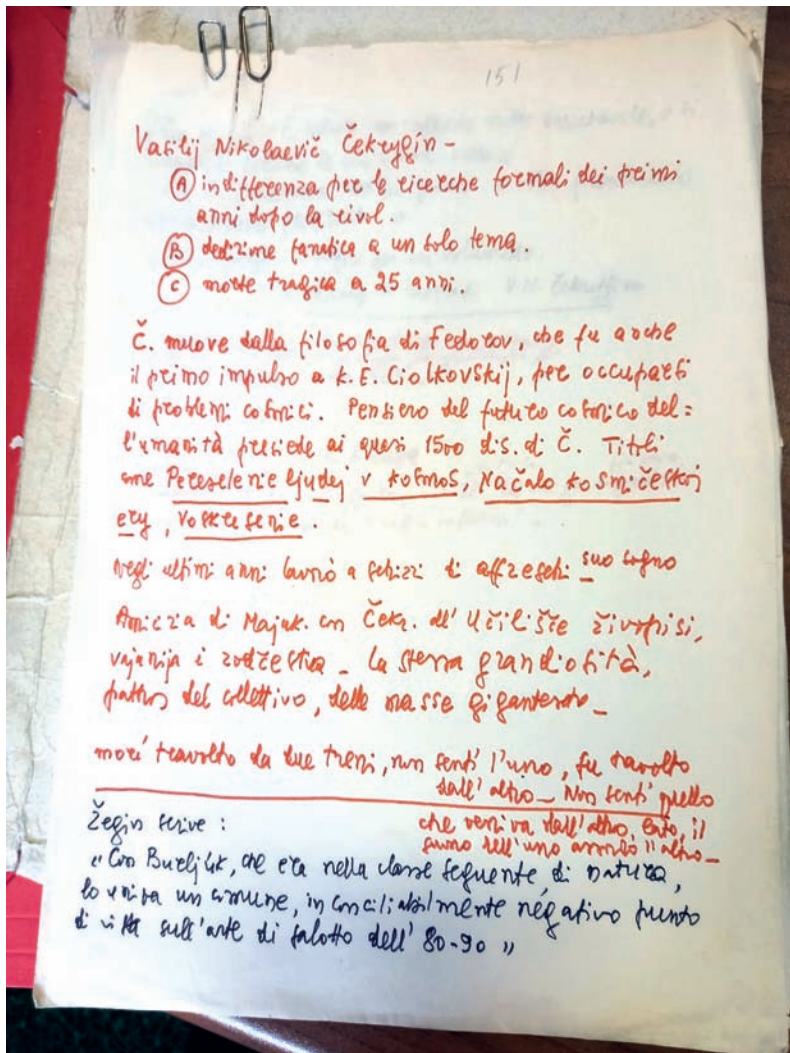 151
Vasilij Nikolaevič Čekrygin –
Ⓐ indifferenza per le ricerche formali dei primi
anni dopo la rivol.
Ⓑ dedizione fanatica a un solo tema.
Ⓒ morte tragica a 25 anni.
Č. muove dalla filosofia di Fedorov, che fu anche
il primo impulso a K. E. Ciolkovskij, per occuparsi
di problemi cosmici. Pensiero del futuro cosmico del=
l'umanità presiede ai quasi 1500 dis. di Č. Titoli
come Pereselenie ljudej v kosmos, Načalo kosmičeskoj
ery, Voskresenie.
negli ultimi anni lavorò a schizzi di affreschi – suo sogno
Amicizia di Majak. con Čekr. all' Učilišče živopisi,
vajanija i zodčestva – la stessa grandiosità,
pathos del collettivo, delle masse gigantesche –
morì travolto da due treni, non sentì l'uno, fu travolto
dall'altro – Non sentì quello
che veniva dall'altro lato, il
dell'uno l'altro –
Žegin scrive :
" Con Burljuk, che era nella classe seguente di natura,
lo univa un comune, inconciliabilmente negativo punto
di vista sull'arte di salotto dell' 80-90 "